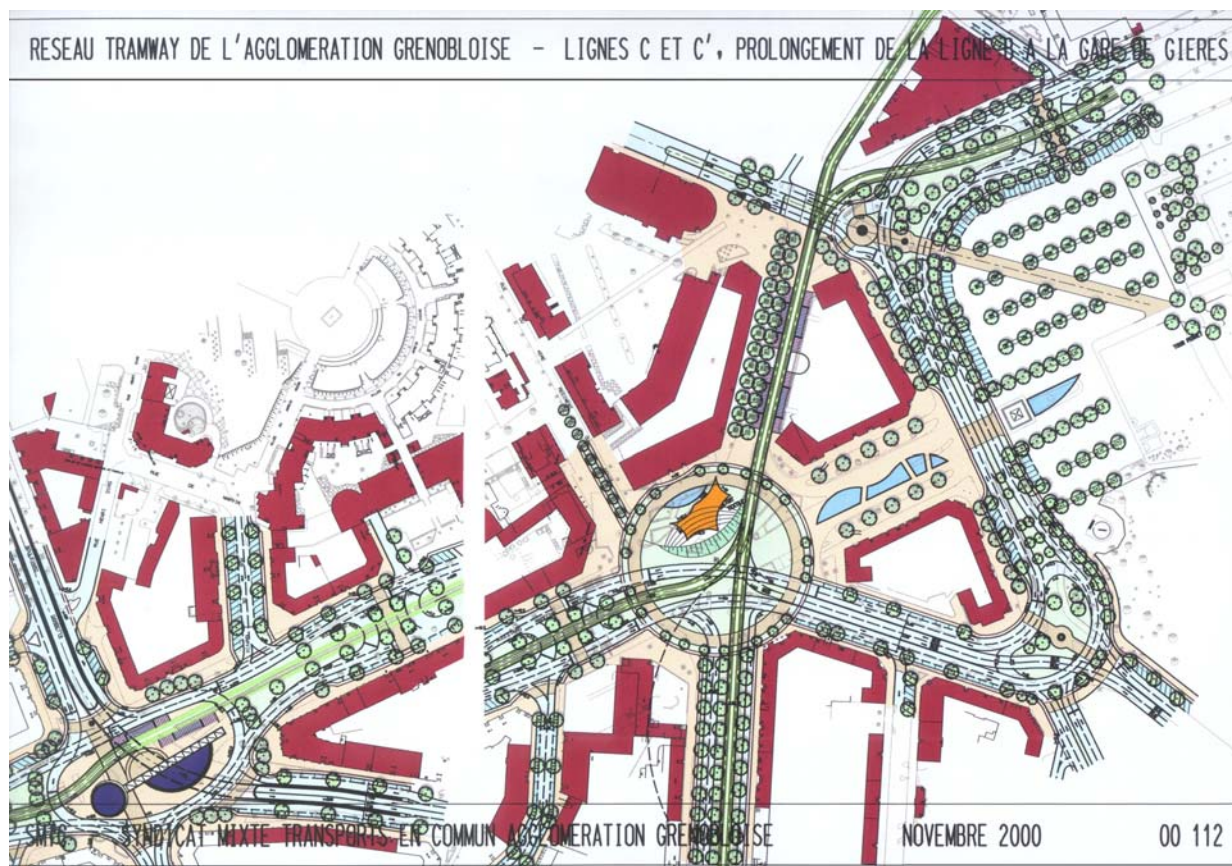 RESEAU TRAMWAY DE L'AGGLOMERATION GRENOBLOISE - LIGNES C ET C', PROLONGEMENT DE LA LIGNE B A LA GARE DE GIERES
SMTC - SYNDICAT MIXTE TRANSPORTS EN COMMUN AGGLOMERATION GRENOBLOISE NOVEMBRE 2000 00 112